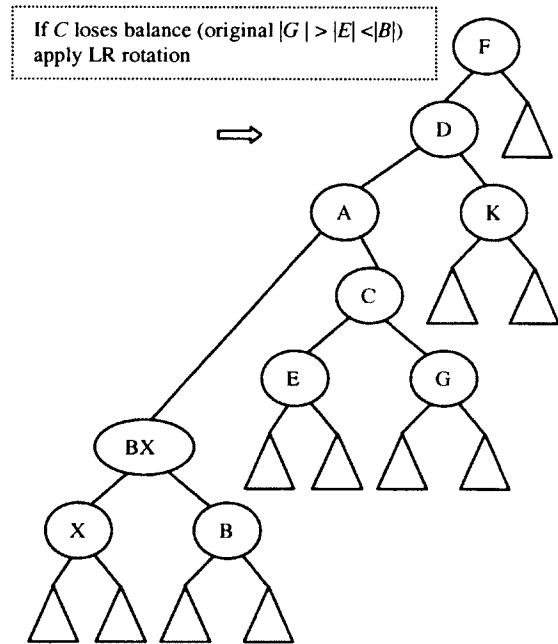 If C loses balance (original |G | > |E| <|B|)
apply LR rotation
F
D
A
K
C
E
G
BX
X
B